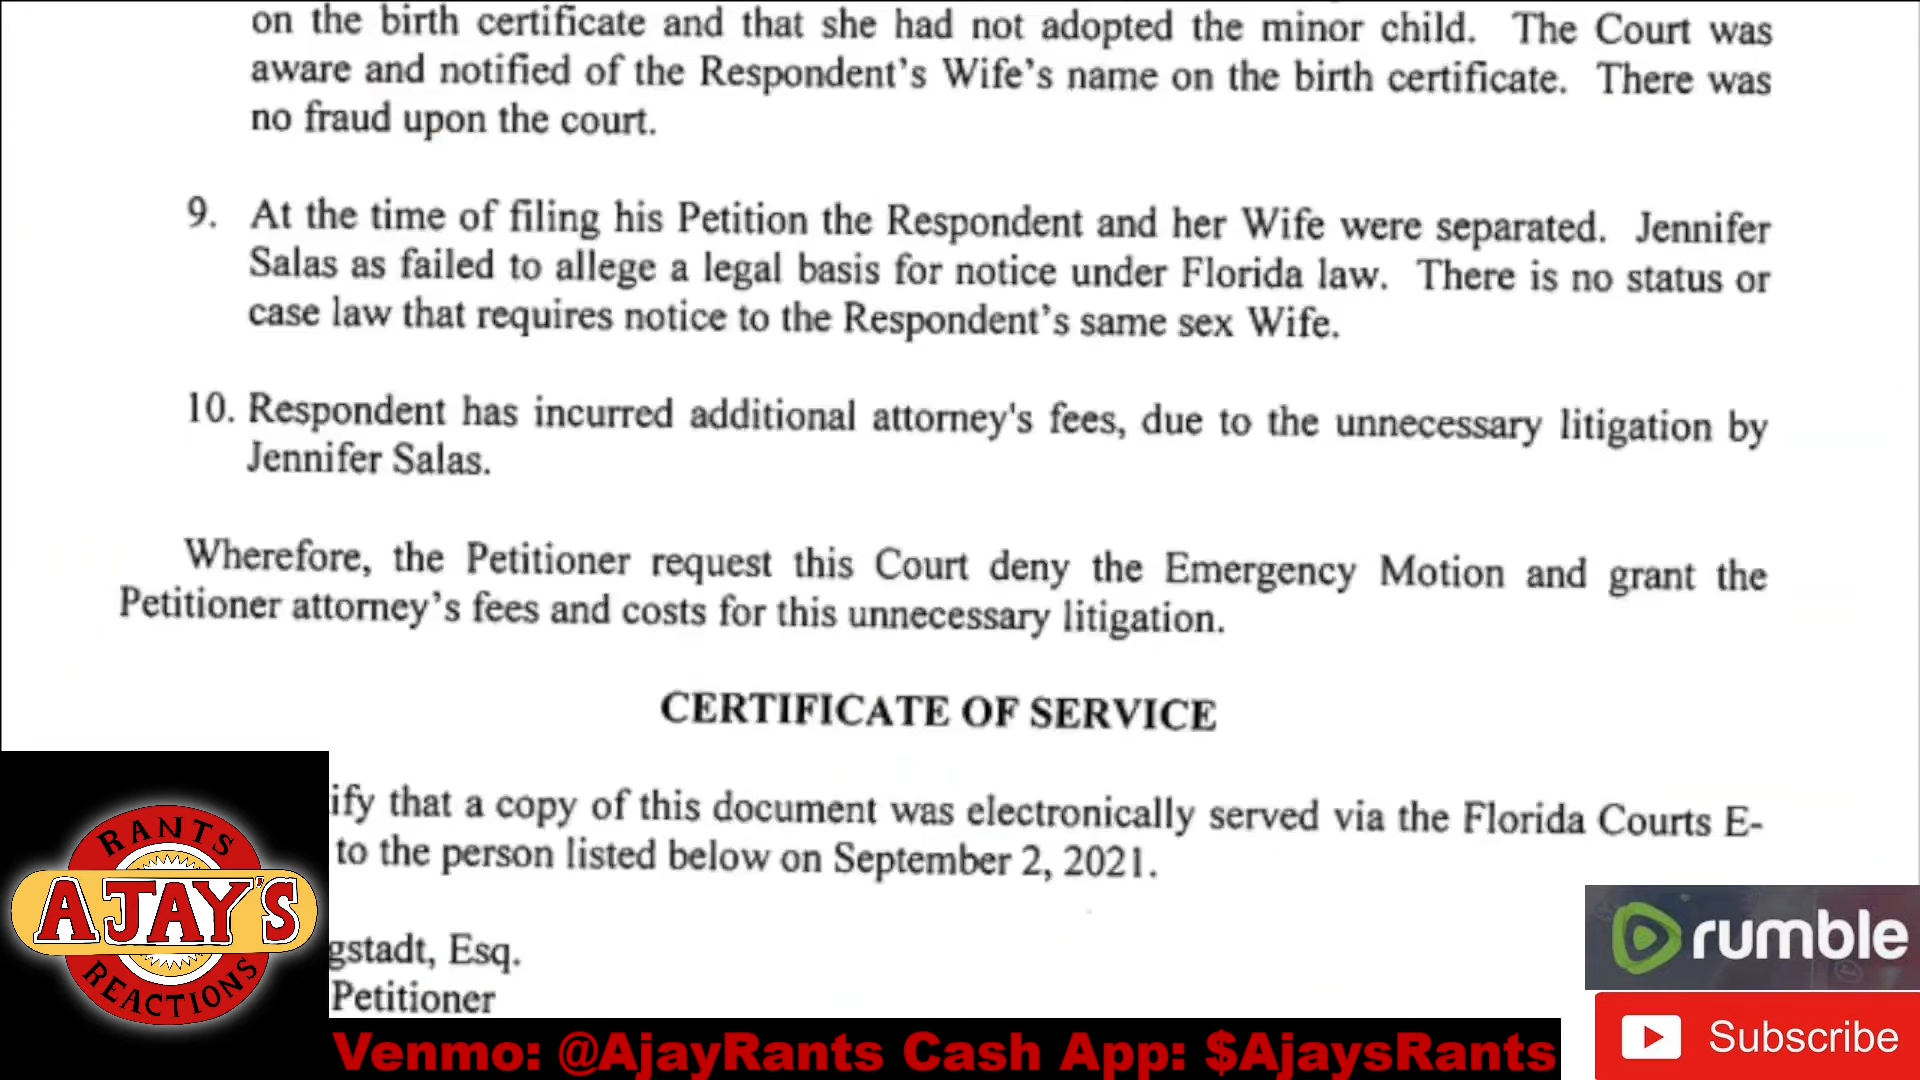 on the birth certificate and that she had not adopted the minor child. The Court was
aware and notified of the Respondent's Wife's name on the birth certificate. There was
no fraud upon the court.
9. At the time of filing his Petition the Respondent and her Wife were separated. Jennifer
Salas as failed to allege a legal basis for notice under Florida law. There is no status or
case law that requires notice to the Respondent's same sex Wife.
10. Respondent has incurred additional attorney's fees, due to the unnecessary litigation by
Jennifer Salas.
Wherefore, the Petitioner request this Court deny the Emergency Motion and grant the
Petitioner attorney's fees and costs for this unnecessary litigation.
CERTIFICATE OF SERVICE
ify that a copy of this document was electronically served via the Florida Courts E-
to the person listed below on September 2, 2021.
gstadt, Esq.
Petitioner
RANTS
AJAY'S
REACTIONS
rumble
Subscribe
Venmo: @AjayRants Cash App: $AjaysRants